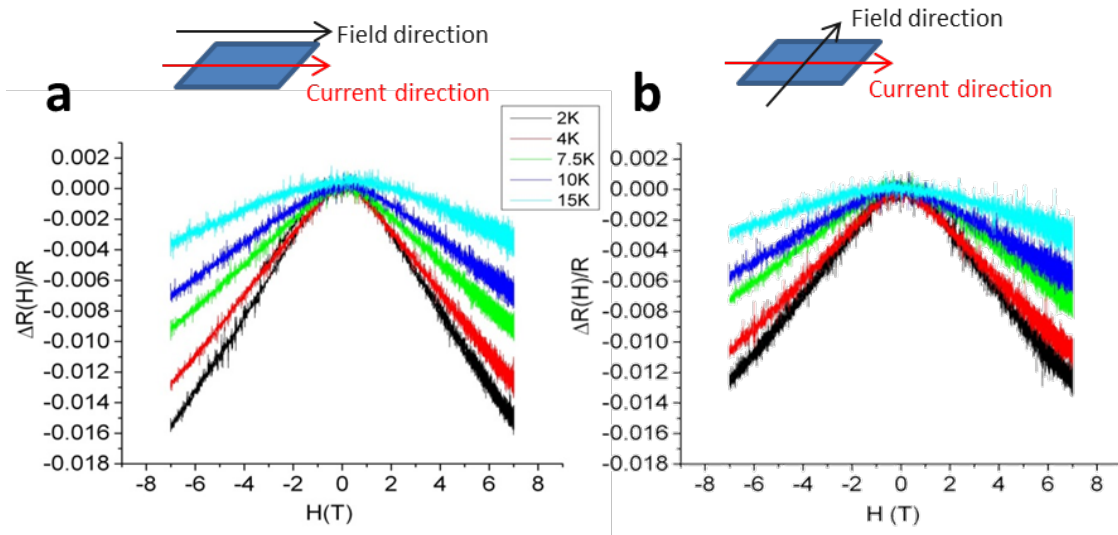 Field direction
Current direction
a
2K
4K
7.5K
10K
15K
0.002
0.000
-0.002
-0.004
-0.006
-0.008
-0.010
-0.012
-0.014
-0.016
-0.018
ΔR(H)/R
-8 -6 -4 -2 0 2 4 6 8
H(T)
Field direction
Current direction
b
0.002
0.000
-0.002
-0.004
-0.006
-0.008
-0.010
-0.012
-0.014
-0.016
-0.018
ΔR(H)/R
-8 -6 -4 -2 0 2 4 6 8
H (T)